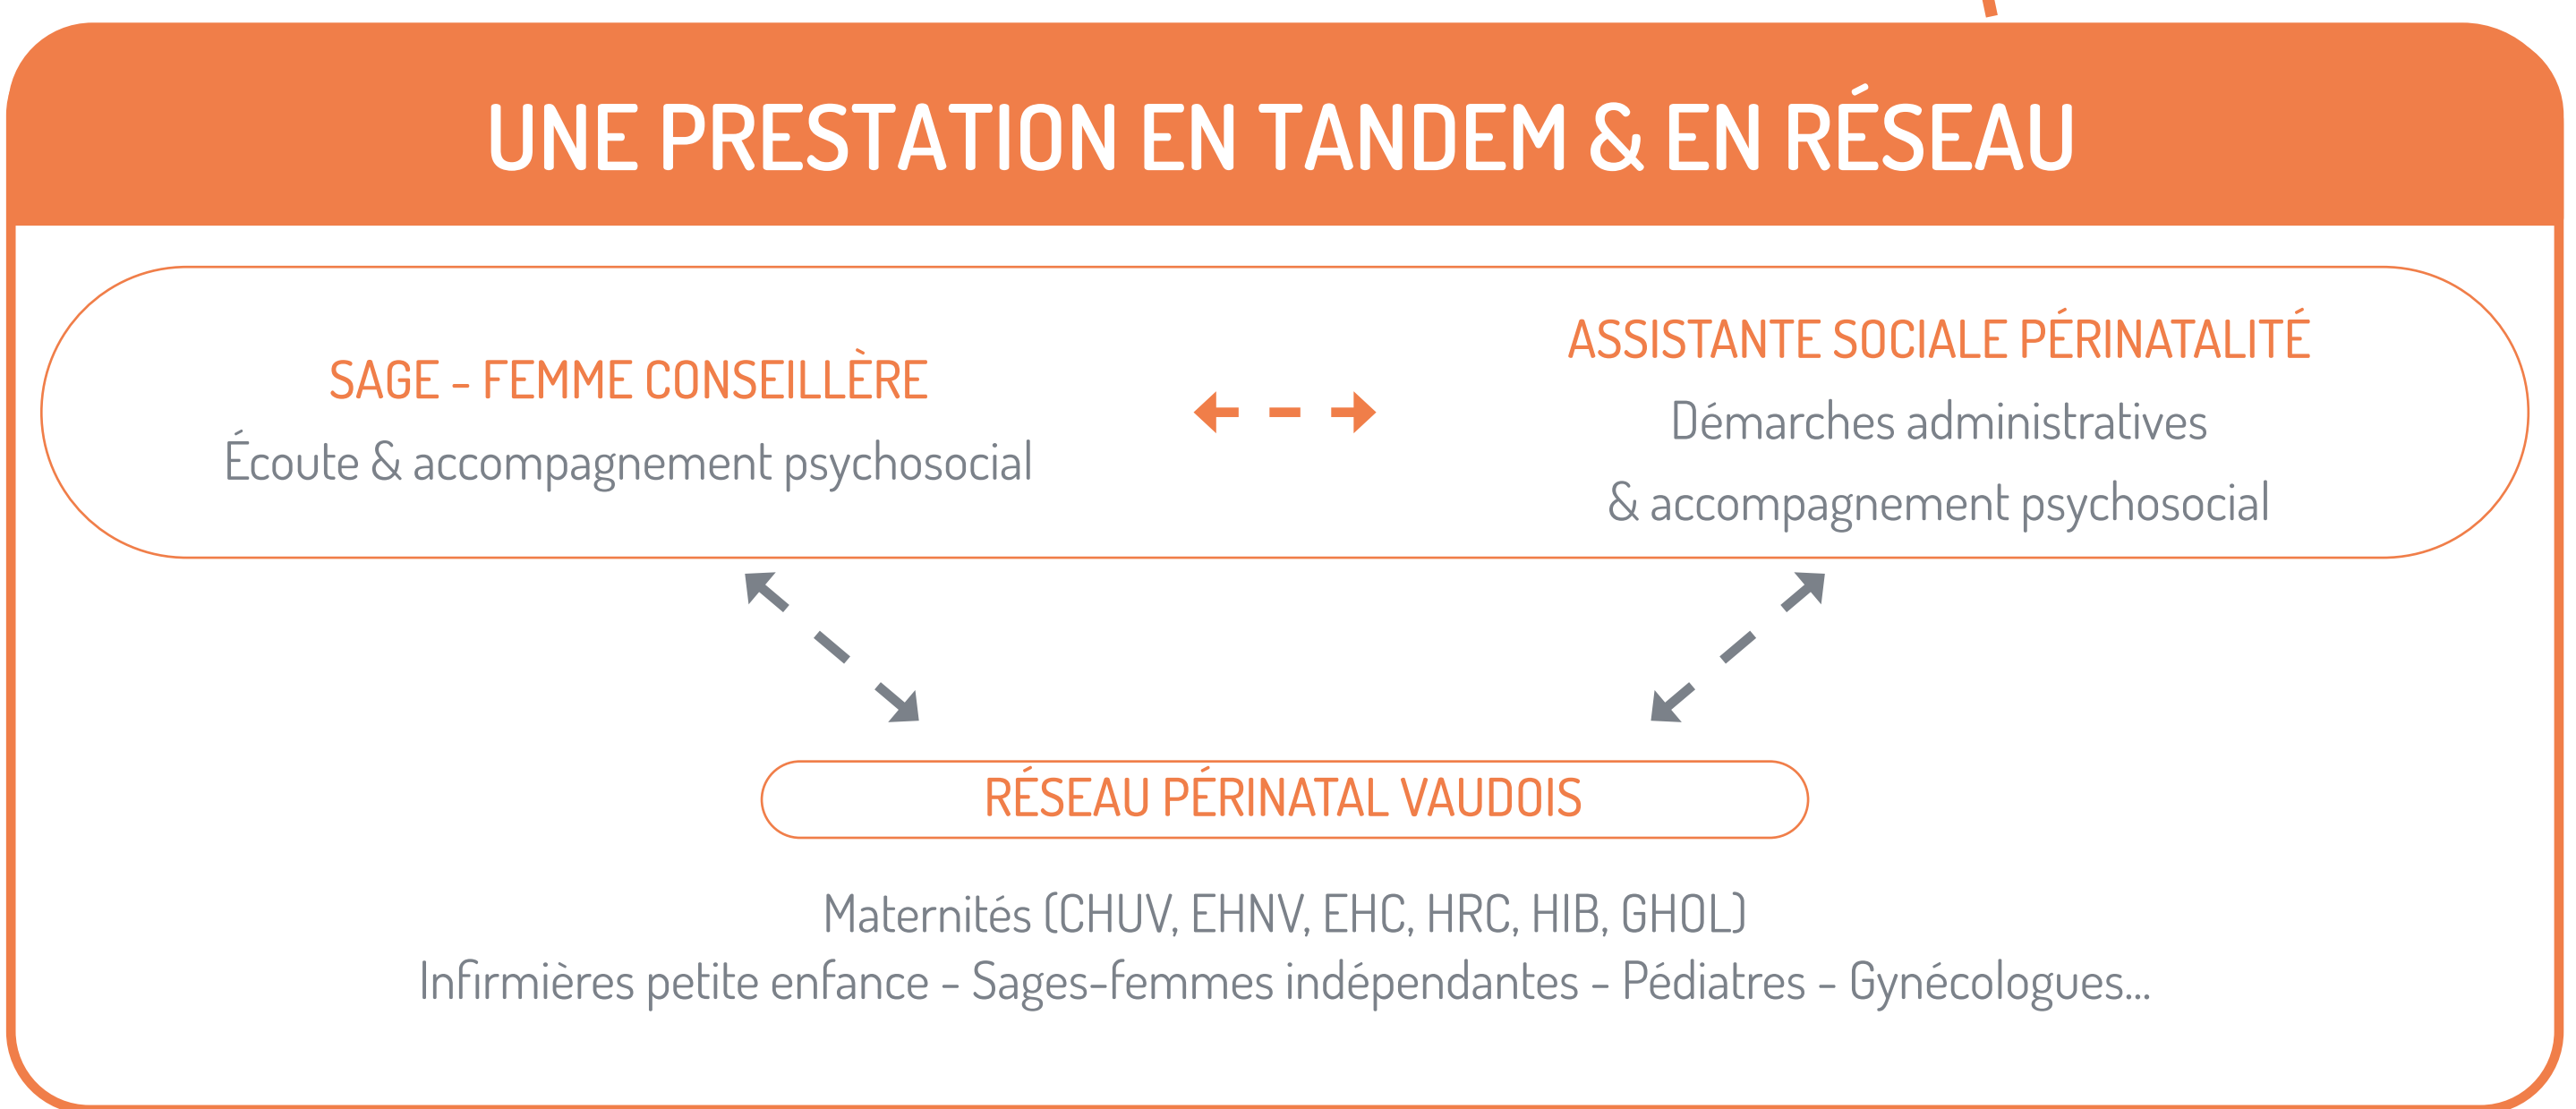 UNE PRESTATION EN TANDEM & EN RÉSEAU
SAGE - FEMME CONSEILLÈRE
Écoute & accompagnement psychosocial
ASSISTANTE SOCIALE PÉRINATALITÉ
Démarches administratives
& accompagnement psychosocial
RÉSEAU PÉRINATAL VAUDOIS
Maternités (CHUV, EHNV, EHC, HRC, HIB, GHOL)
Infirmières petite enfance - Sages-femmes indépendantes - Pédiatres - Gynécologues...